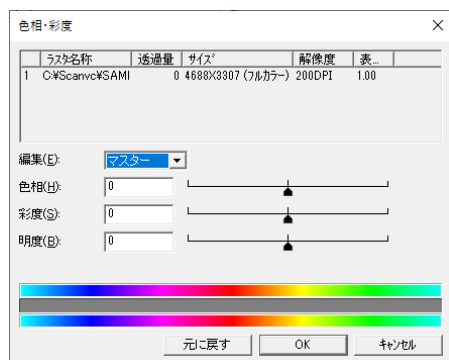 色相・彩度
ラスタ名称 透過量 サイズ 解像度 表...
1 C:¥Scanvc¥SAMI 0 4688X3307 (フルカラー) 200DPI 1.00
編集(E): マスター
色相(H): 0
彩度(S): 0
明度(B): 0
元に戻す OK キャンセル